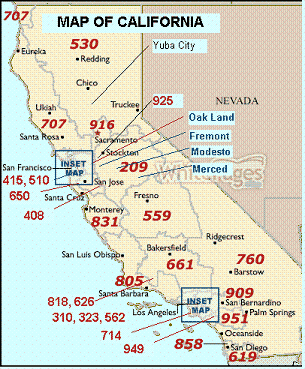 707
MAP OF CALIFORNIA
Eureka
530
Yuba City
Redding
Chico
Truckee
NEVADA
Ukiah
707
916
925
Santa Rosa
Sacramento
Oak Land
Stockton
Fremont
San Francisco
INSET
MAP
209
Modesto
415, 510
San Jose
Merced
650
Santa Cruz
Fresno
408
Monterey
831
559
Ridgecrest
Bakersfield
San Luis Obispo
661
760
Barstow
805
Santa Barbara
909
818, 626
INSET
MAP
San Bernardino
Los Angeles
Palm Springs
310, 323, 562
951
714
Oceanside
949
858
San Diego
619